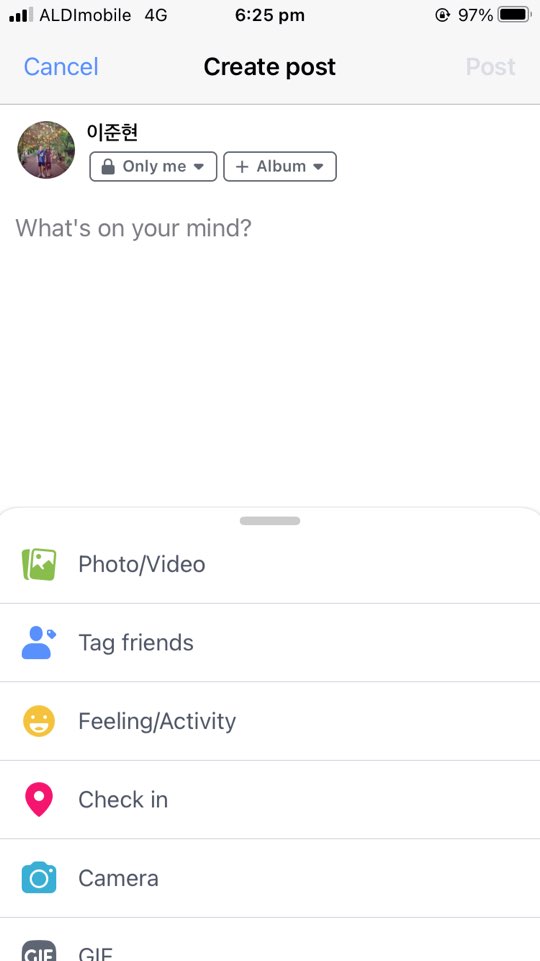 ALDImobile 4G 6:25 pm 97%
Cancel Create post Post
이준현
Only me + Album
What's on your mind?
Photo/Video
Tag friends
Feeling/Activity
Check in
Camera
GIF GIF